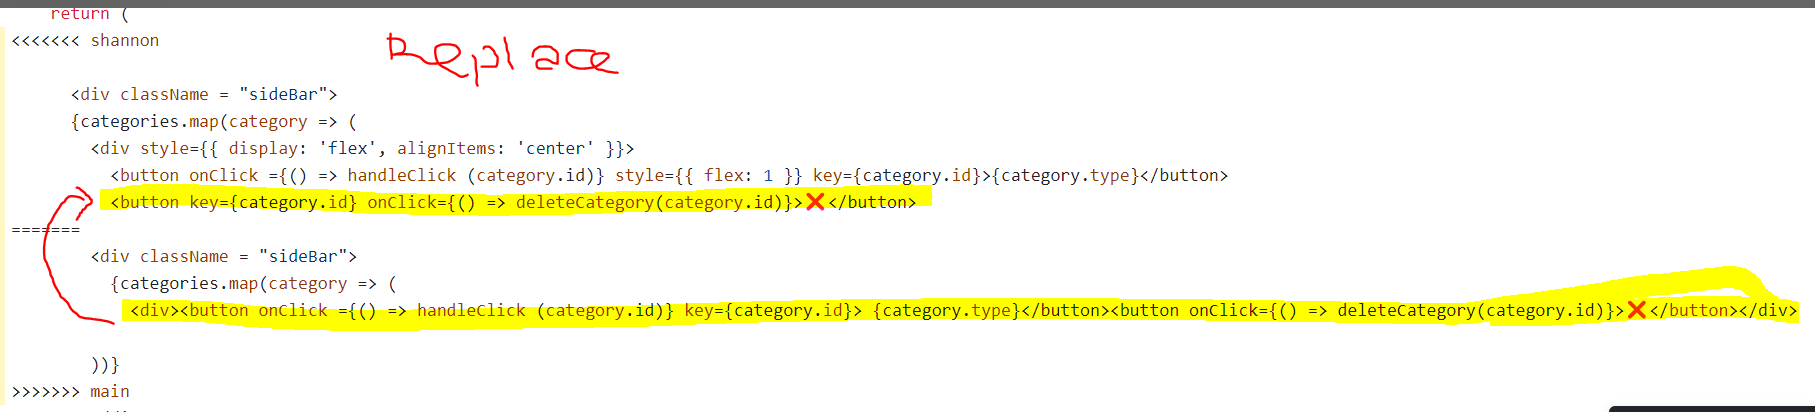 return (
<<<<<<< shannon
Replace
<div className = "sideBar">
{categories.map(category => (
<div style={{ display: 'flex', alignItems: 'center' }}>
<button onClick ={() => handleClick (category.id)} style={{ flex: 1 }} key={category.id}>{category.type}</button>
<button key={category.id} onClick={() => deleteCategory(category.id)}>❌</button>
=======
<div className = "sideBar">
{categories.map(category => (
<div><button onClick ={() => handleClick (category.id)} key={category.id}> {category.type}</button><button onClick={() => deleteCategory(category.id)}>❌</button></div>
))}
>>>>>>> main